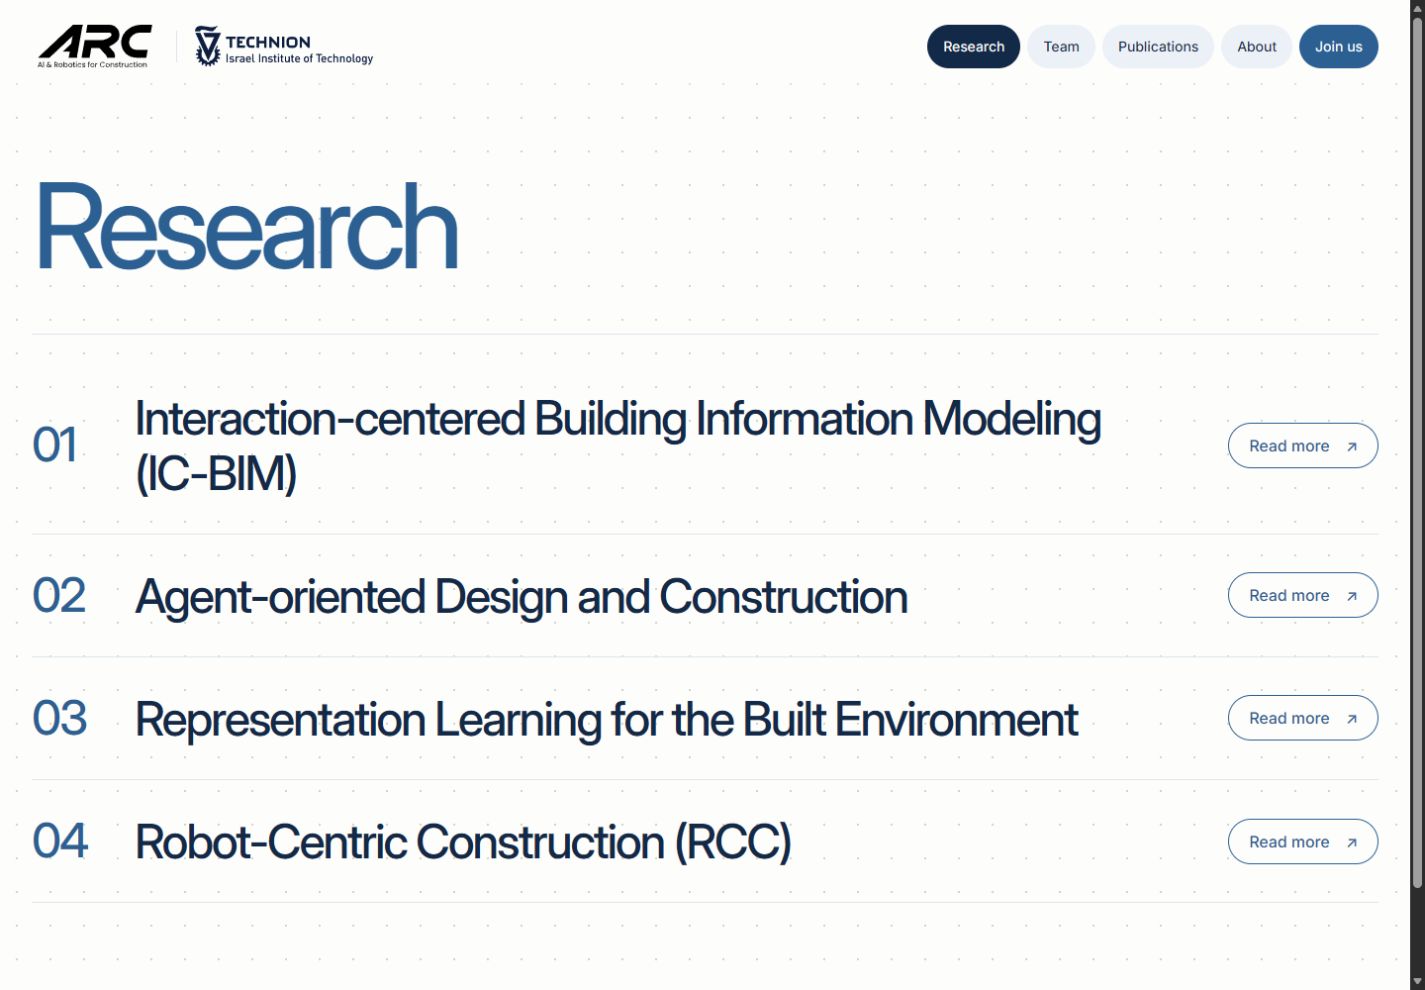 ARC
AI & Robotics for Construction
TECHNION
Israel Institute of Technology
Research
Team
Publications
About
Join us
Research
01
Interaction-centered Building Information Modeling
(IC-BIM)
Read more
02
Agent-oriented Design and Construction
Read more
03
Representation Learning for the Built Environment
Read more
04
Robot-Centric Construction (RCC)
Read more